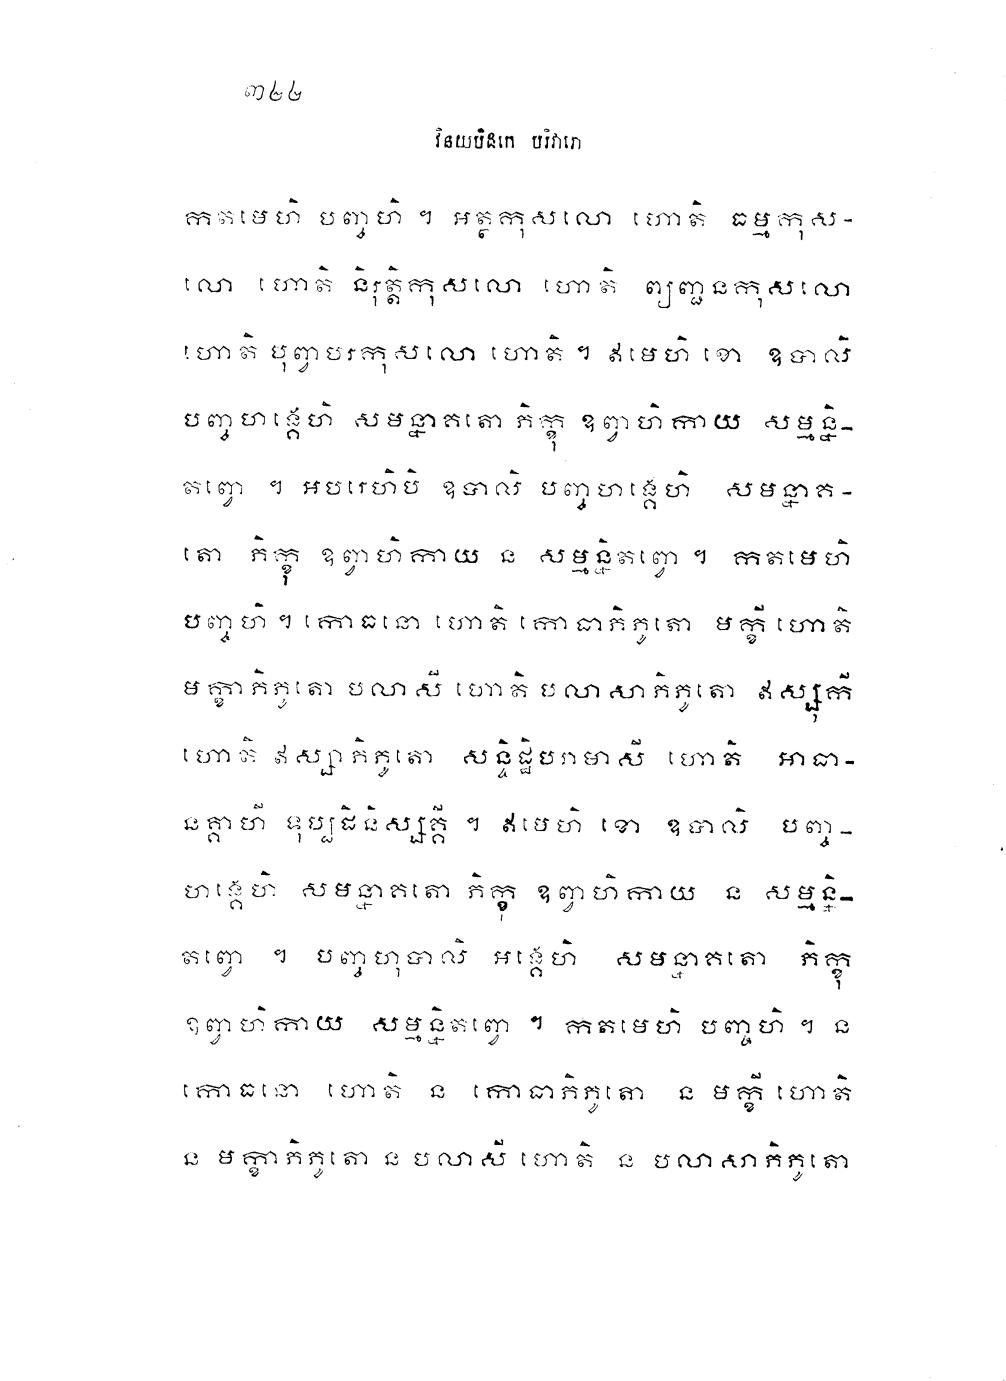 ៣៤៤
វិនយបិដកេ បរិវារោ
កតមេហិ បញ្ចហិ ។ អត្ថកុសលោ ហោតិ ធម្មកុស-
លោ ហោតិ និរុត្តិកុសលោ ហោតិ ព្យញ្ជនកុសលោ
ហោតិ បុព្វាបរកុសលោ ហោតិ ។ ឥមេហិ ខោ ឧបាលិ
បញ្ចហង្គេហិ សមន្នាគតោ ភិក្ខុ ឧព្វាហិកាយ សម្មន្និ-
តព្វោ ។ អបរេហិបិ ឧបាលិ បញ្ចហង្គេហិ សមន្នាគ-
តោ ភិក្ខុ ឧព្វាហិកាយ ន សម្មន្និតព្វោ ។ កតមេហិ
បញ្ចហិ ។ កោធនោ ហោតិ កោធាភិភូតោ មក្ខី ហោតិ
មក្ខាភិភូតោ បលាសី ហោតិ បលាសាភិភូតោ ឥស្សុកី
ហោតិ ឥស្សាភិភូតោ សន្ទិដ្ឋិបរាមាសី ហោតិ អាធា-
នគ្គាហី ទុប្បដិនិស្សគ្គី ។ ឥមេហិ ខោ ឧបាលិ បញ្ច-
ហង្គេហិ សមន្នាគតោ ភិក្ខុ ឧព្វាហិកាយ ន សម្មន្និ-
តព្វោ ។ បញ្ចហុបាលិ អង្គេហិ សមន្នាគតោ ភិក្ខុ
ឧព្វាហិកាយ សម្មន្និតព្វោ ។ កតមេហិ បញ្ចហិ ។ ន
កោធនោ ហោតិ ន កោធាភិភូតោ ន មក្ខី ហោតិ
ន មក្ខាភិភូតោ ន បលាសី ហោតិ ន បលាសាភិភូតោ